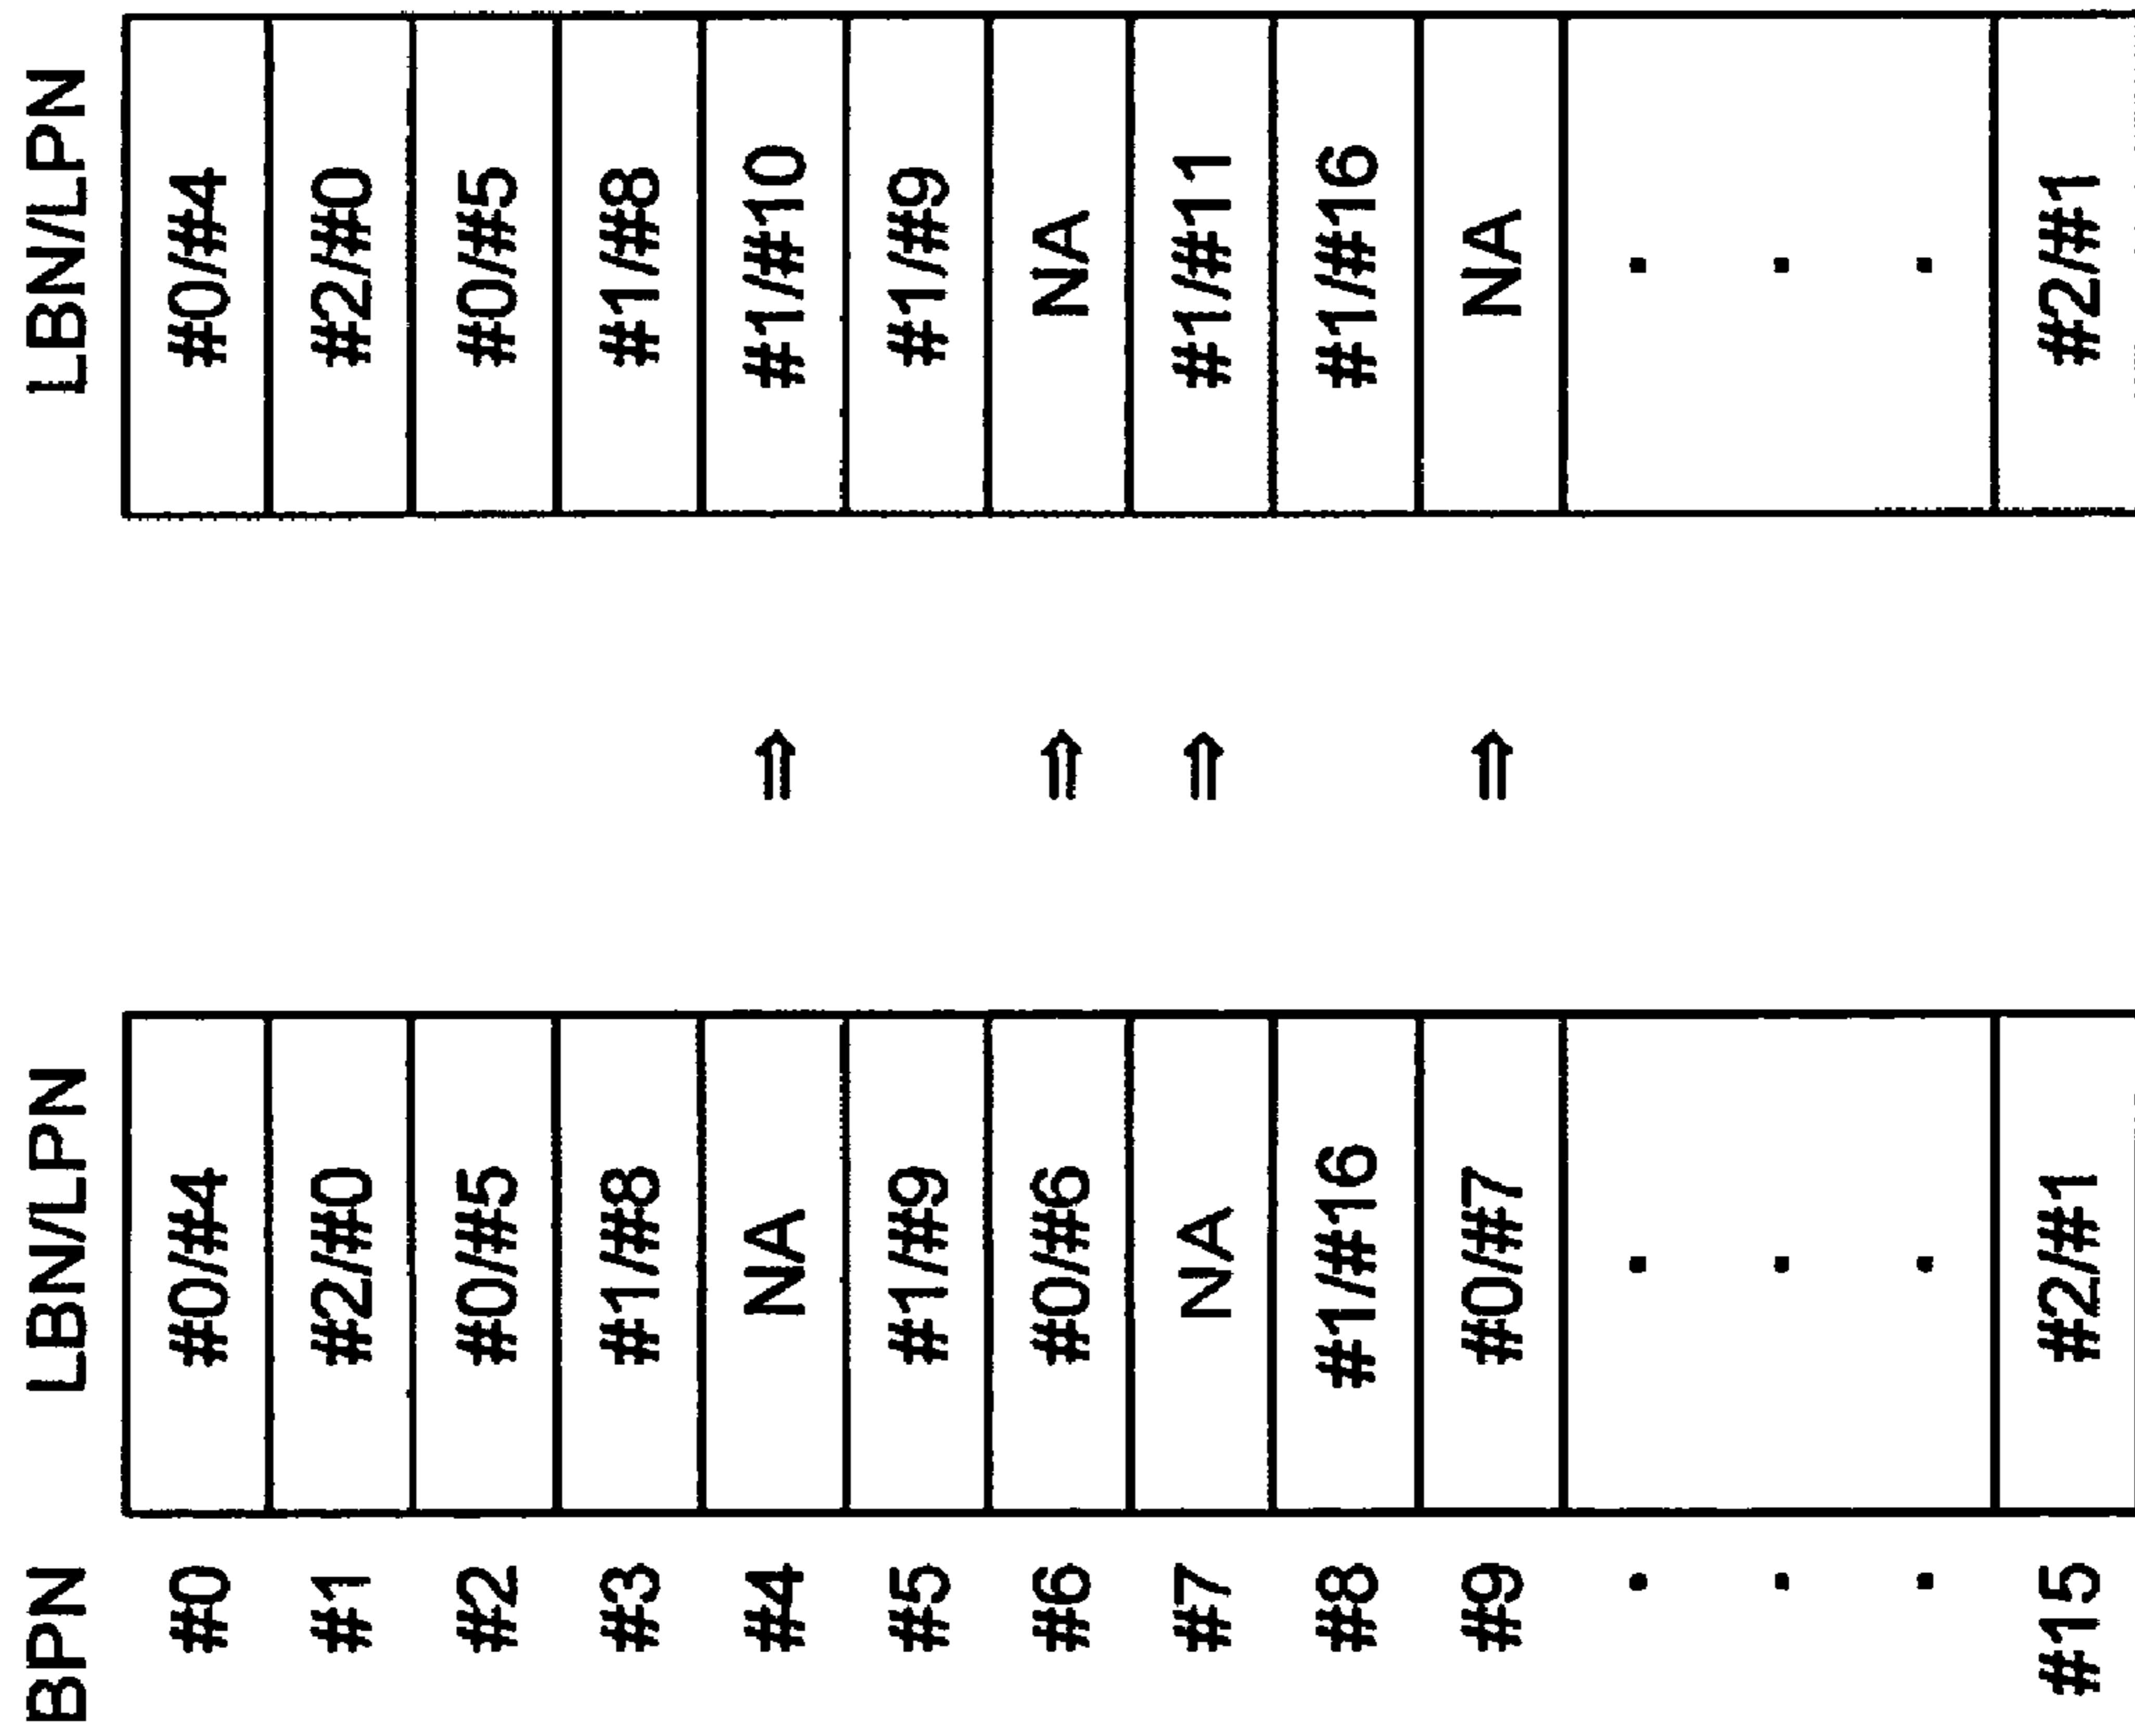 BPN LBN/LPN LBN/LPN
#0 #0/#4 #0/#4
#1 #2/#0 #2/#0
#2 #0/#5 #0/#5
#3 #1/#8 #1/#8
#4 NA ⇒ #1/#10
#5 #1/#9 #1/#9
#6 #0/#6 ⇒ NA
#7 NA ⇒ #1/#11
#8 #1/#16 #1/#16
#9 #0/#7 ⇒ NA
. . .
. . .
. . .
#15 #2/#1 #2/#1